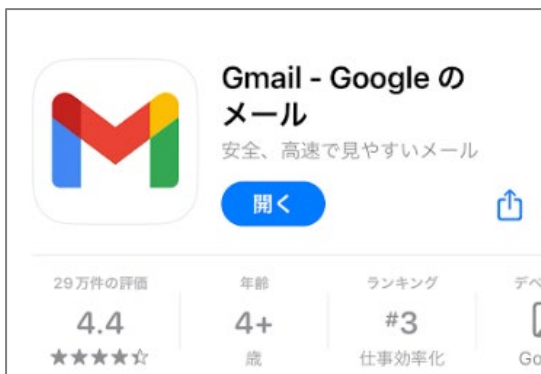 Gmail - Google の
メール
安全、高速で見やすいメール
開く
29万件の評価
年齢
ランキング
デベ
4.4
4+
#3
歳
仕事効率化
Go